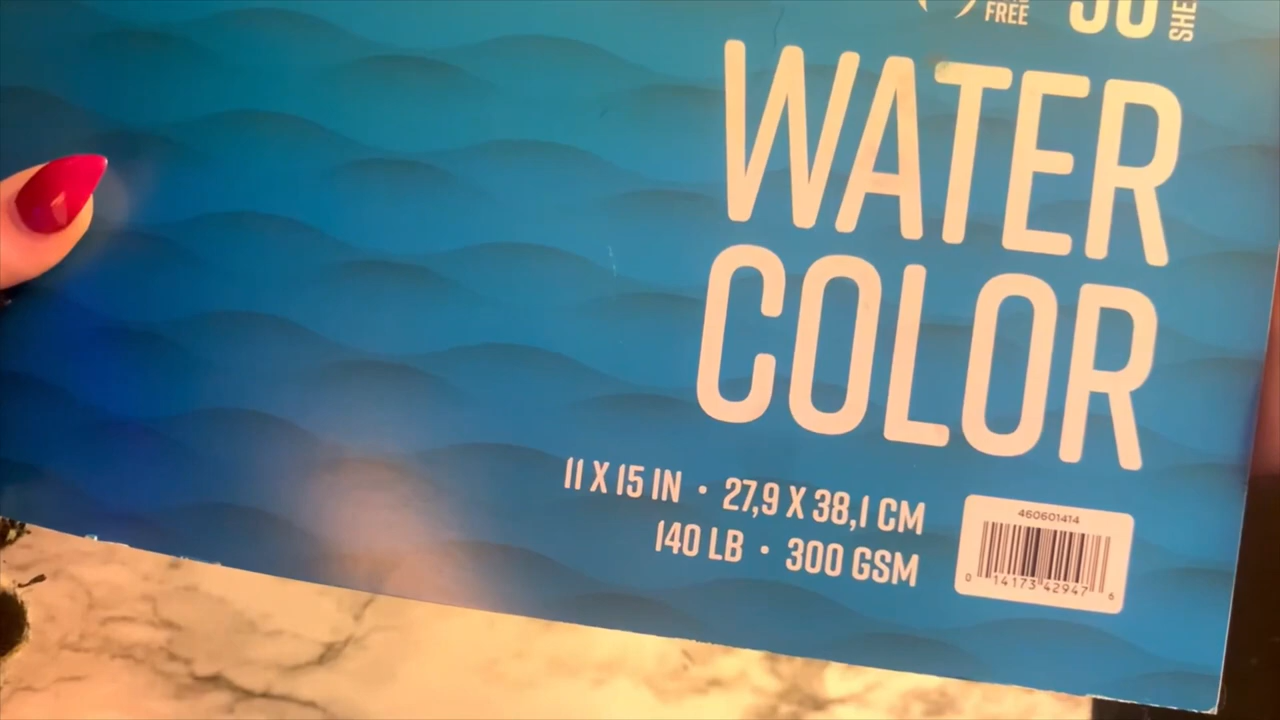 FREE
WATER
COLOR
11 X 15 IN • 27,9 X 38,1 CM
140 LB • 300 GSM
460601414
0 14173 42947 6